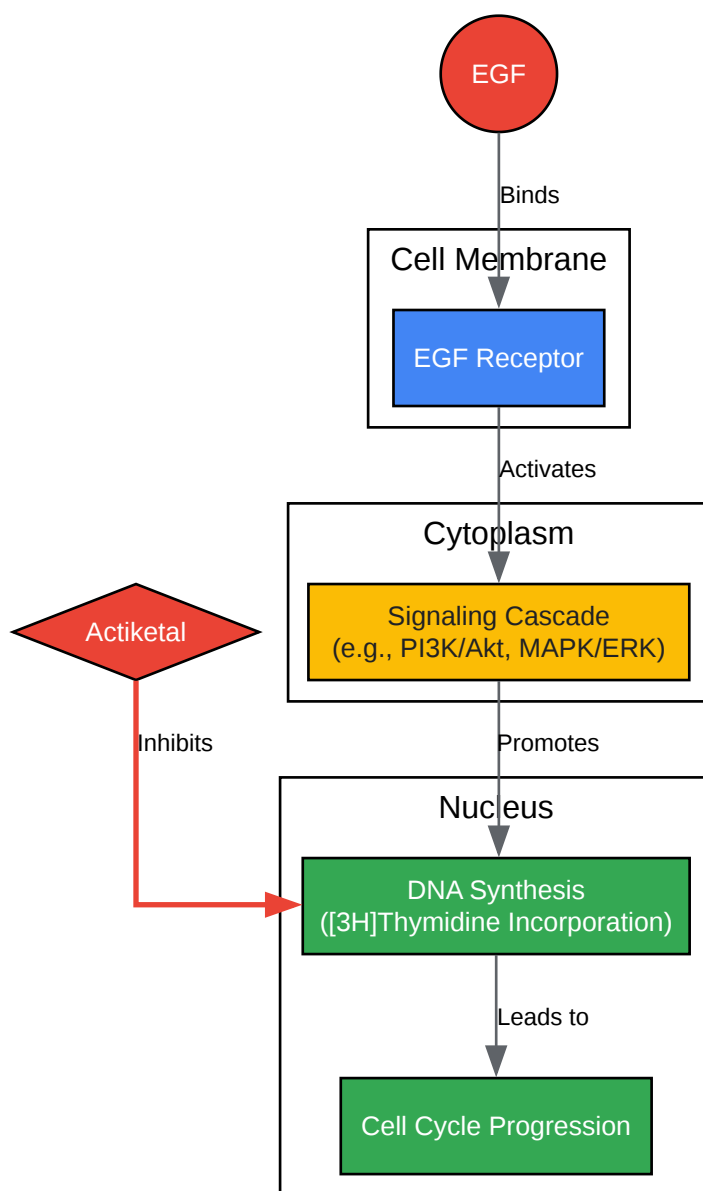 EGF
Binds
Cell Membrane
EGF Receptor
Activates
Cytoplasm
Signaling Cascade
(e.g., PI3K/Akt, MAPK/ERK)
Actiketal
Inhibits
Promotes
Nucleus
DNA Synthesis
([3H]Thymidine Incorporation)
Leads to
Cell Cycle Progression